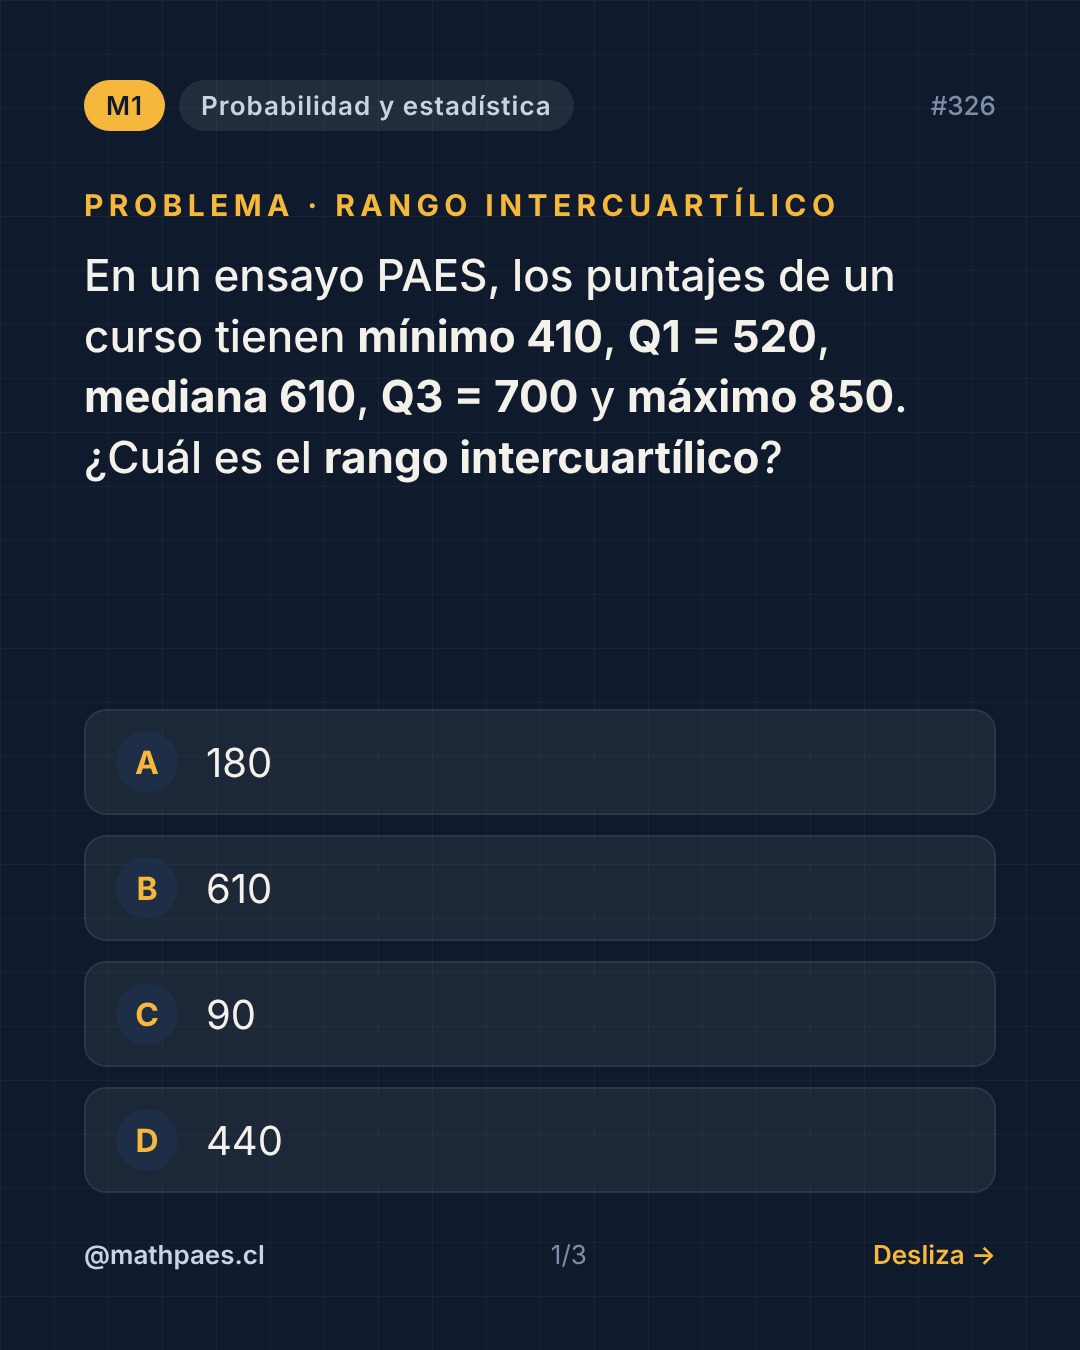 M1 Probabilidad y estadística #326
PROBLEMA · RANGO INTERCUARTÍLICO
En un ensayo PAES, los puntajes de un
curso tienen mínimo 410, Q1 = 520,
mediana 610, Q3 = 700 y máximo 850.
¿Cuál es el rango intercuartílico?
A 180
B 610
C 90
D 440
@mathpaes.cl 1/3 Desliza →